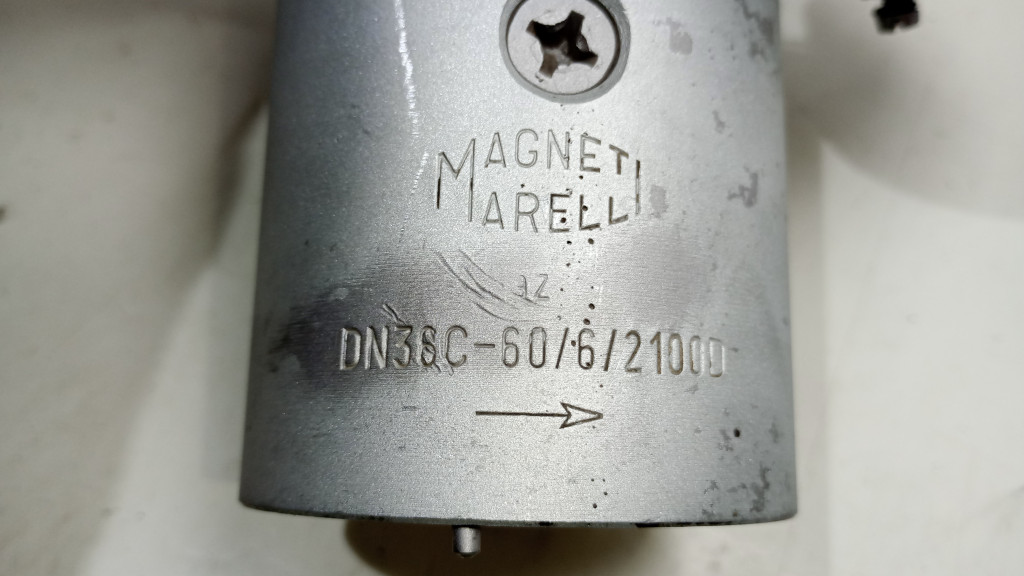 MAGNETI
MARELLI
DN38C-60/6/2100D